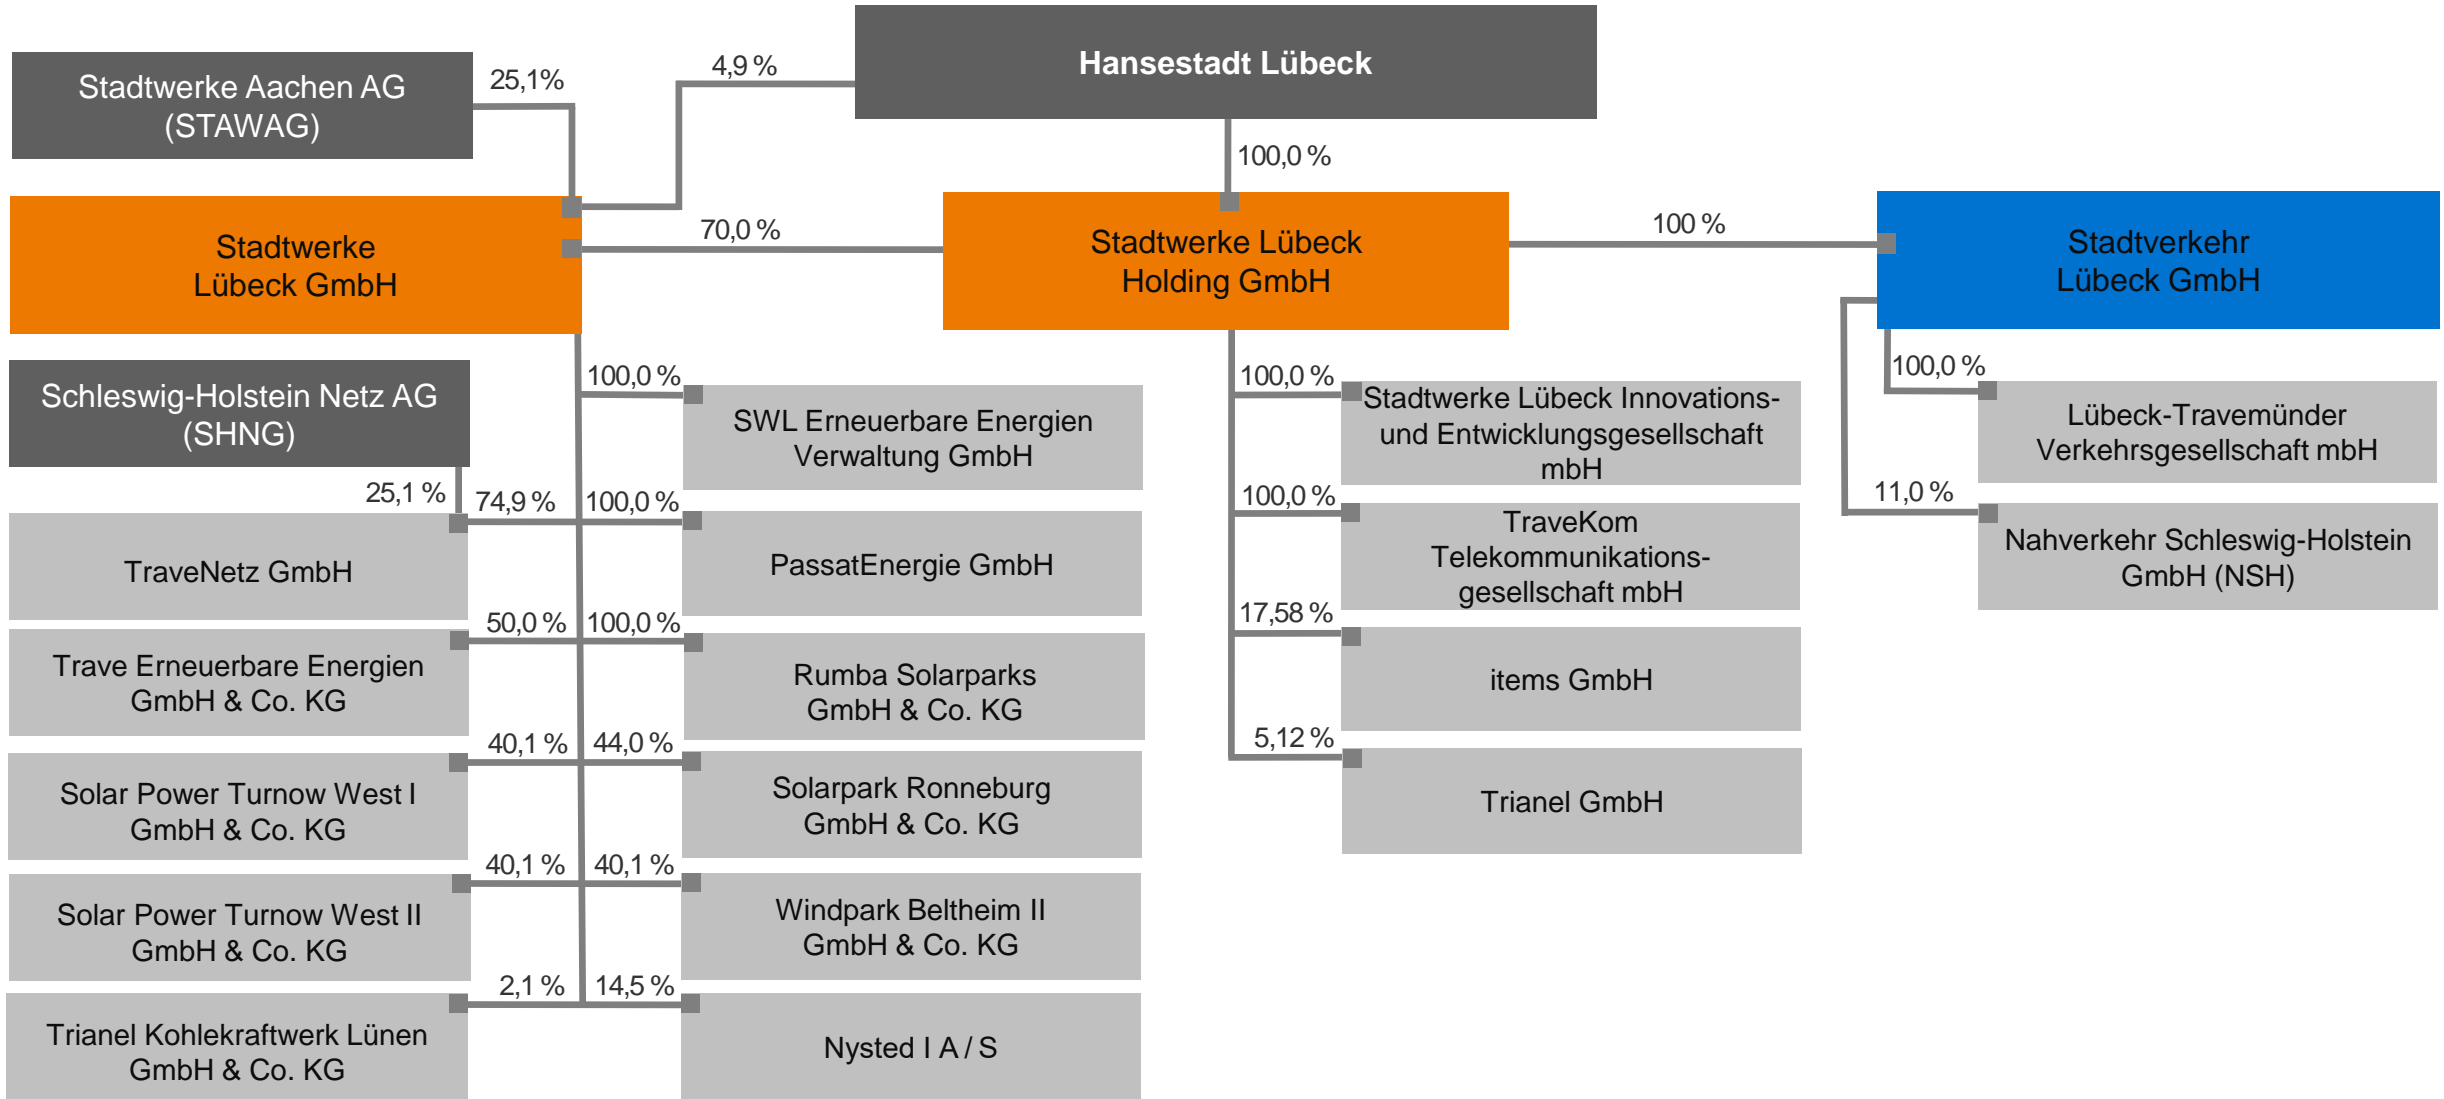 Hansestadt Lübeck
Stadtwerke Aachen AG
(STAWAG)
25,1%
4,9 %
100,0 %
Stadtwerke
Lübeck GmbH
70,0 %
Stadtwerke Lübeck
Holding GmbH
100 %
Stadtverkehr
Lübeck GmbH
Schleswig-Holstein Netz AG
(SHNG)
25,1 %
74,9 %
TraveNetz GmbH
50,0 %
Trave Erneuerbare Energien
GmbH & Co. KG
40,1 %
Solar Power Turnow West I
GmbH & Co. KG
40,1 %
Solar Power Turnow West II
GmbH & Co. KG
2,1 %
Trianel Kohlekraftwerk Lünen
GmbH & Co. KG
100,0 %
SWL Erneuerbare Energien
Verwaltung GmbH
100,0 %
PassatEnergie GmbH
100,0 %
Rumba Solarparks
GmbH & Co. KG
44,0 %
Solarpark Ronneburg
GmbH & Co. KG
40,1 %
Windpark Beltheim II
GmbH & Co. KG
14,5 %
Nysted I A / S
100,0 %
Stadtwerke Lübeck Innovations-
und Entwicklungsgesellschaft
mbH
100,0 %
TraveKom
Telekommunikations-
gesellschaft mbH
17,58 %
items GmbH
5,12 %
Trianel GmbH
100,0 %
Lübeck-Travemünder
Verkehrsgesellschaft mbH
11,0 %
Nahverkehr Schleswig-Holstein
GmbH (NSH)